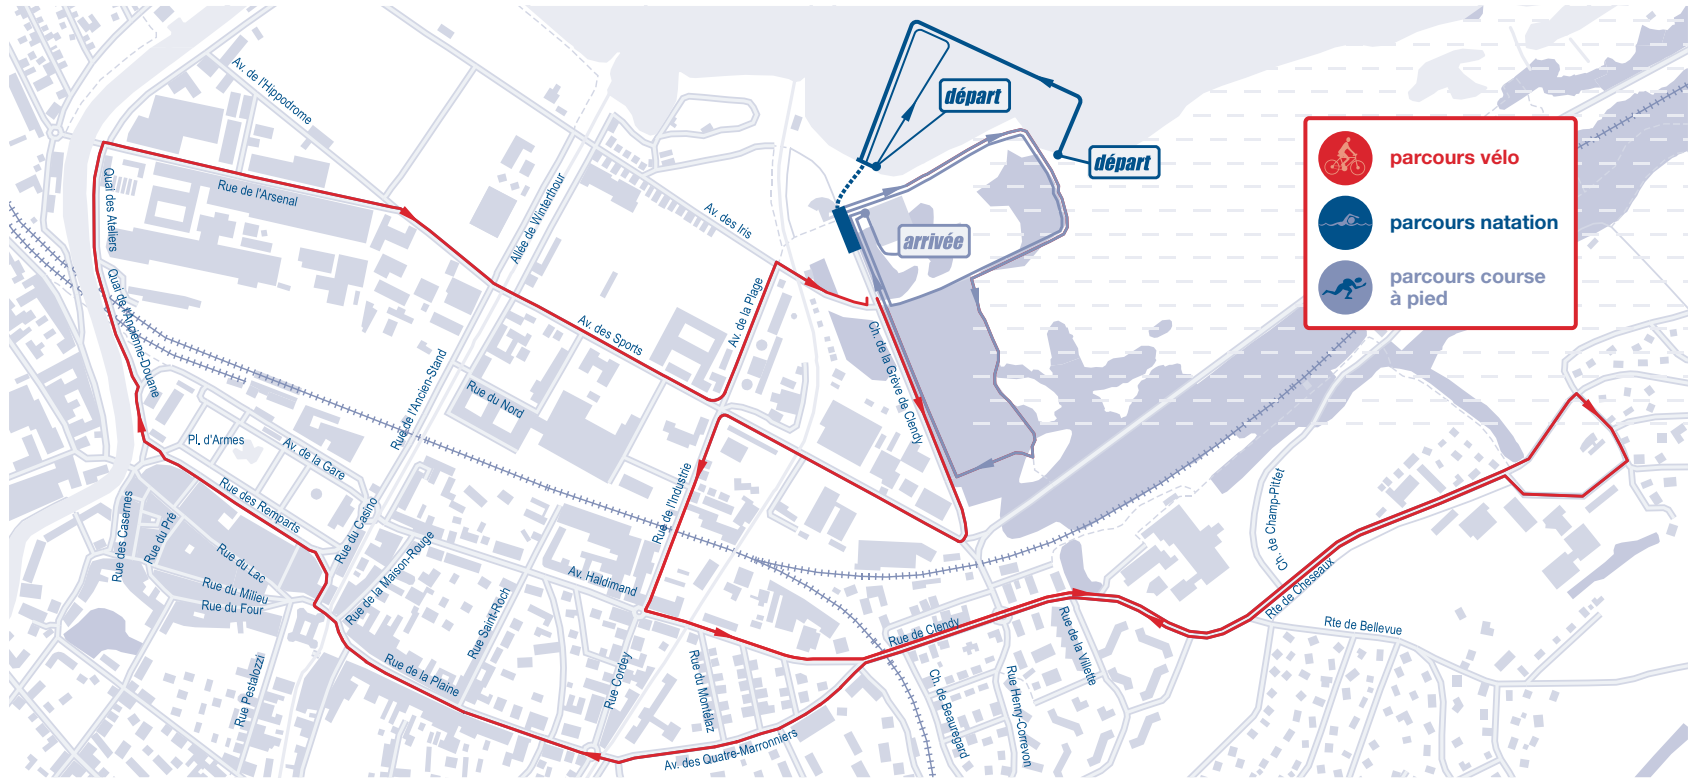 départ
départ
arrivée
parcours vélo
parcours natation
parcours course
à pied
Av. de l'Hippodrome
Rue de l'Arsenal
Quai des Ateliers
Quai de l'Ancienne-Douane
Allée de Winterthour
Av. des Iris
Av. des Sports
Av. de la Plage
Ch. de la Grève de Clendy
Rue de l'Ancien-Stand
Rue du Nord
Pl. d'Armes
Av. de la Gare
Rue des Remparts
Rue du Casino
Rue de l'Industrie
Rue des Casernes
Rue du Pré
Rue du Lac
Rue du Milieu
Rue du Four
Rue de la Maison-Rouge
Av. Haldimand
Rue Saint-Roch
Rue Pestalozzi
Rue de la Plaine
Rue Cordey
Rue du Montélaz
Av. des Quatre-Marronniers
Rue de Clendy
Ch. de Beauregard
Rue Henry-Correvon
Rue de la Villette
Ch. de Champ-Pittet
Rte de Cheseaux
Rte de Bellevue